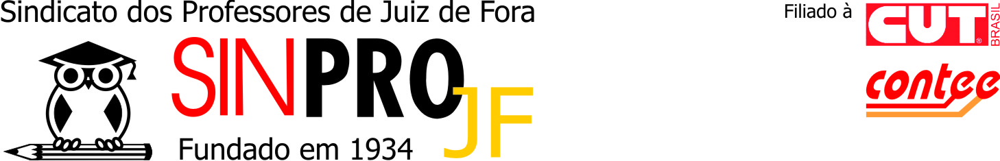 Sindicato dos Professores de Juiz de Fora
SINPRO
JF
Fundado em 1934
Filiado à
CUT®
BRASIL
contee